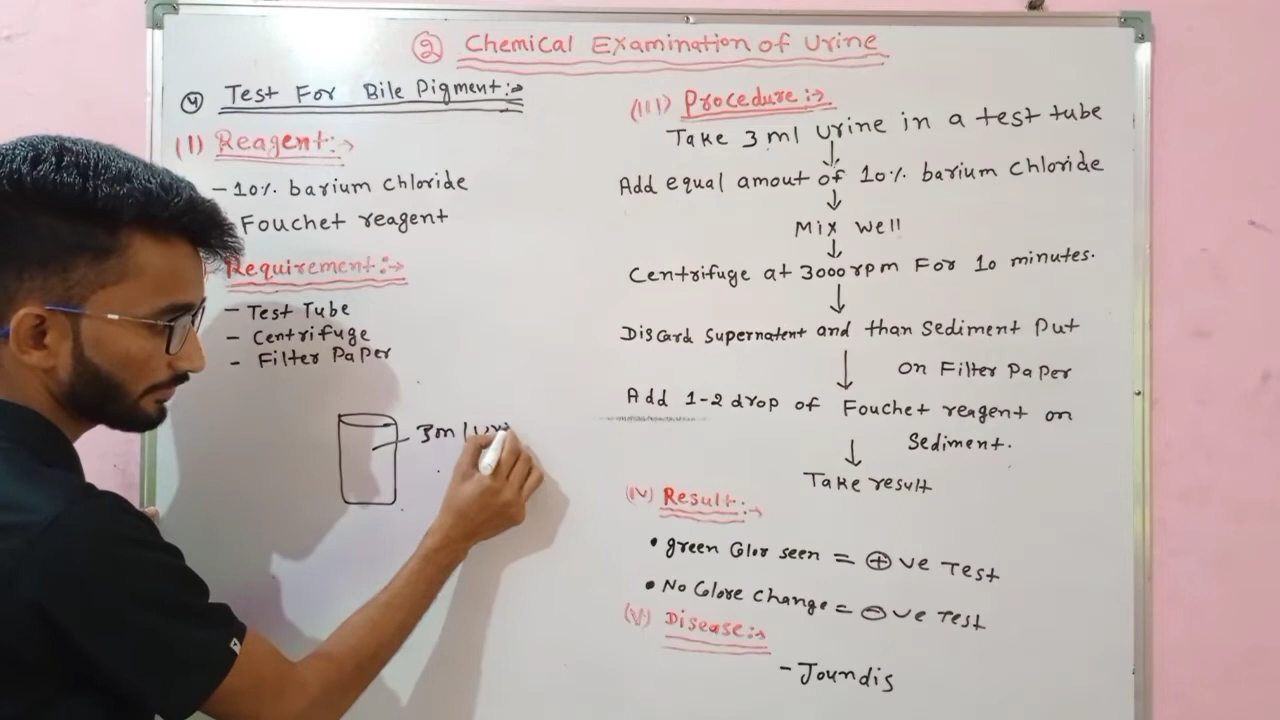 ② Chemical Examination of Urine
④ Test For Bile Pigment:-
(I) Reagent:-
- 10% barium Chloride
Fouchet reagent
Requirement:-
- Test Tube
- Centrifuge
- Filter Paper
3ml Ur
(III) Procedure:-
Take 3 ml urine in a test tube
↓
Add equal amout of 10% barium Chloride
↓
Mix well
↓
Centrifuge at 3000 rpm For 10 minutes.
↓
Discard Supernatent and than Sediment Put
↓ on Filter Paper
Add 1-2 drop of Fouchet reagent on
↓ Sediment.
Take result
(IV) Result:-
• green Color seen = ⊕ ve Test
• No Colore change = ⊖ ve Test
(V) Disease:-
- Joundis